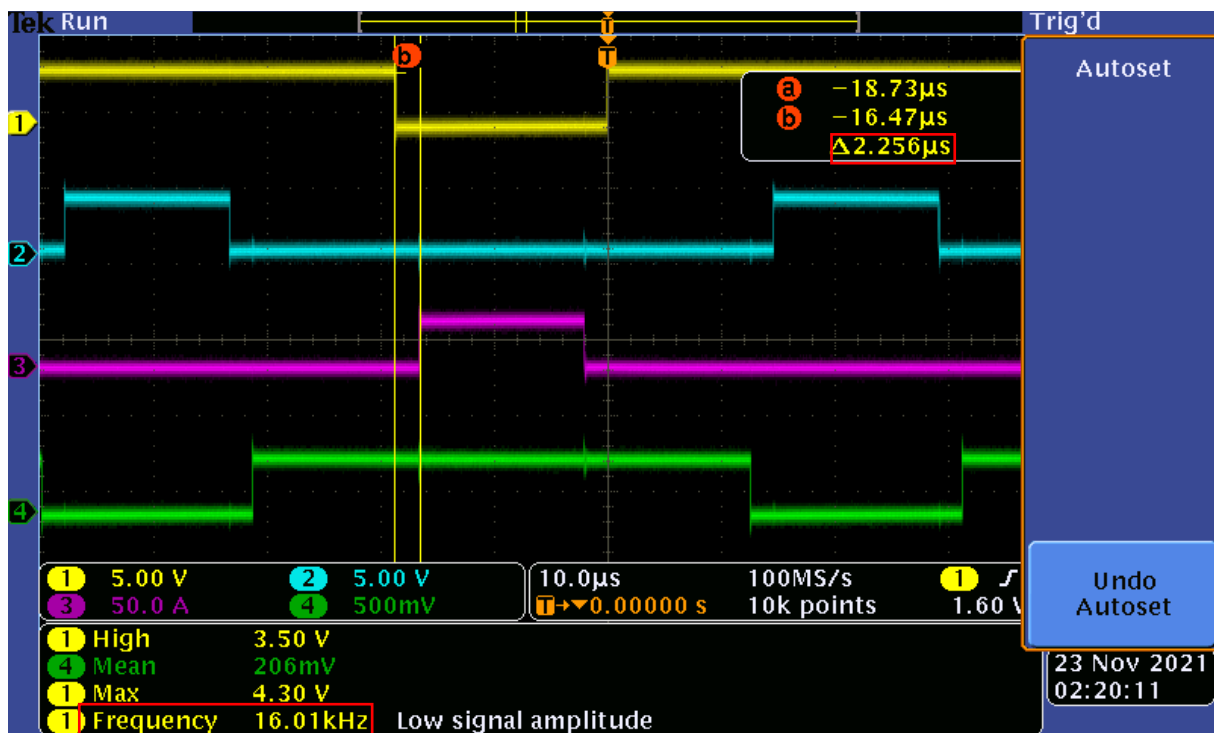 Tek Run Trig'd
b T
Autoset
a −18.73μs
b −16.47μs
Δ2.256μs
1
2
3
4
1 5.00 V 2 5.00 V
3 50.0 A 4 500mV
10.0μs 100MS/s 1
T→▼0.00000 s 10k points 1.60 V
Undo
Autoset
1 High 3.50 V
4 Mean 206mV
1 Max 4.30 V
1 Frequency 16.01kHz Low signal amplitude
23 Nov 2021
02:20:11